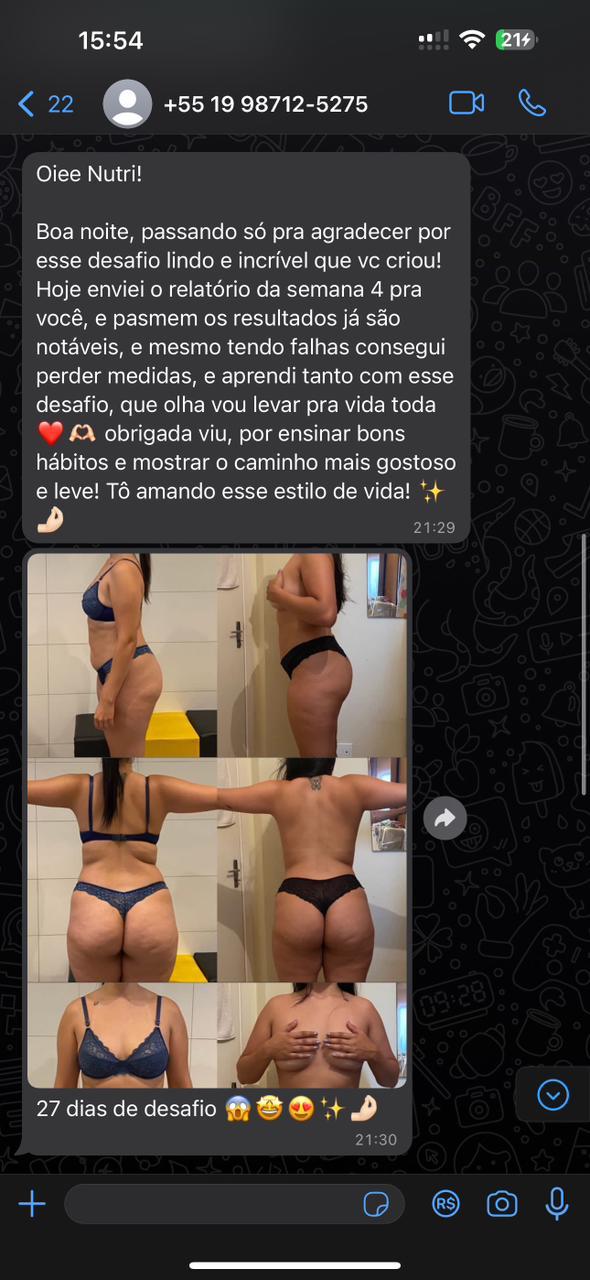 15:54
21
22
+55 19 98712-5275
Oiee Nutri!
Boa noite, passando só pra agradecer por
esse desafio lindo e incrível que vc criou!
Hoje enviei o relatório da semana 4 pra
você, e pasmem os resultados já são
notáveis, e mesmo tendo falhas consegui
perder medidas, e aprendi tanto com esse
desafio, que olha vou levar pra vida toda
❤️🫶🏻 obrigada viu, por ensinar bons
hábitos e mostrar o caminho mais gostoso
e leve! Tô amando esse estilo de vida! ✨
🤌🏻
21:29
27 dias de desafio 😱🤩😍✨🤌🏻
21:30
R$
BFF
09:28